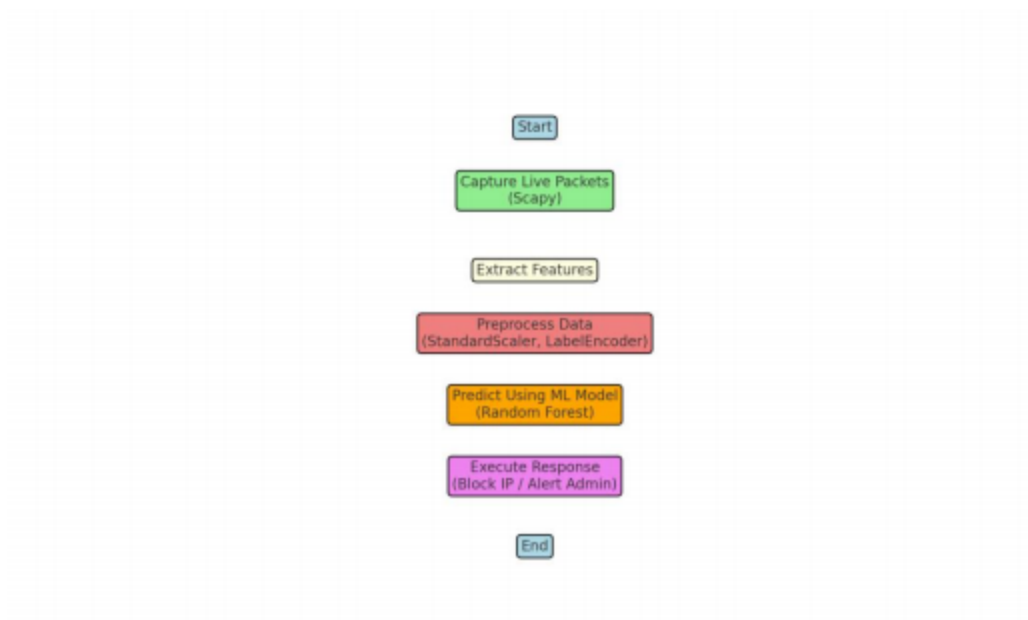 Start
Capture Live Packets
(Scapy)
Extract Features
Preprocess Data
(StandardScaler, LabelEncoder)
Predict Using ML Model
(Random Forest)
Execute Response
(Block IP / Alert Admin)
End